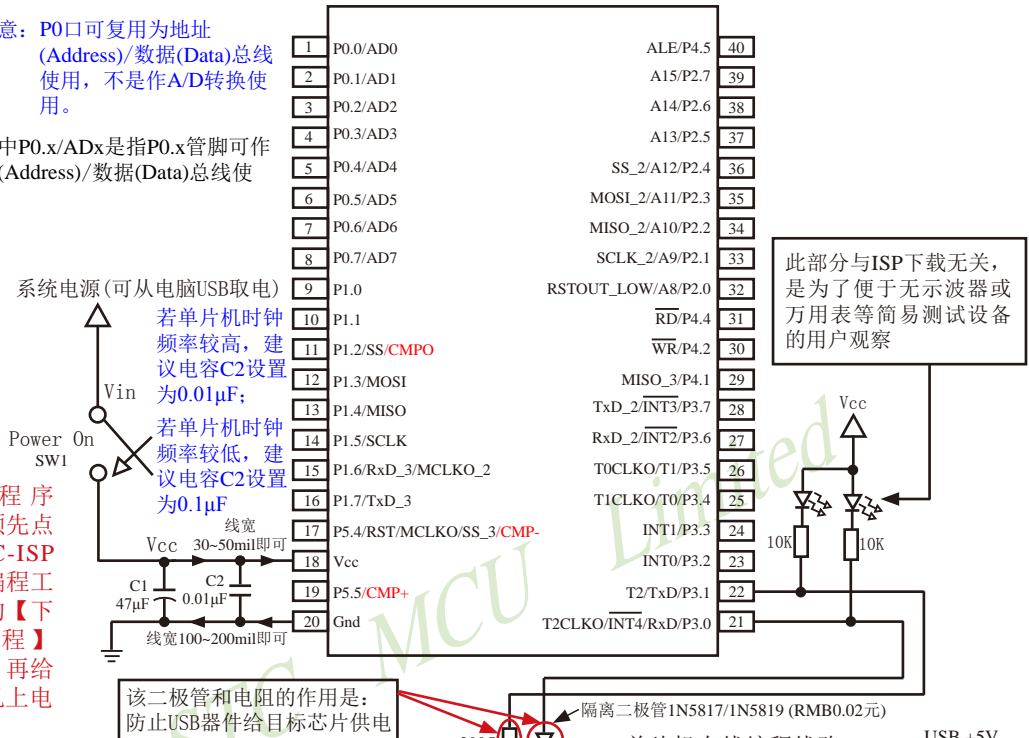 意：P0口可复用为地址
(Address)/数据(Data)总线
使用，不是作A/D转换使
用。
中P0.x/ADx是指P0.x管脚可作
(Address)/数据(Data)总线使
系统电源(可从电脑USB取电)
若单片机时钟
频率较高，建
议电容C2设置
为0.01μF；
若单片机时钟
频率较低，建
议电容C2设置
为0.1μF
Vin
Power On
SW1
程 序
须先点
C-ISP
编程工
【下
程】
再给
上电
Vcc
线宽
30~50mil即可
C1
47μF
C2
0.01μF
线宽100~200mil即可
1 P0.0/AD0
2 P0.1/AD1
3 P0.2/AD2
4 P0.3/AD3
5 P0.4/AD4
6 P0.5/AD5
7 P0.6/AD6
8 P0.7/AD7
9 P1.0
10 P1.1
11 P1.2/SS/CMPO
12 P1.3/MOSI
13 P1.4/MISO
14 P1.5/SCLK
15 P1.6/RxD_3/MCLKO_2
16 P1.7/TxD_3
17 P5.4/RST/MCLKO/SS_3/CMP-
18 Vcc
19 P5.5/CMP+
20 Gnd
ALE/P4.5 40
A15/P2.7 39
A14/P2.6 38
A13/P2.5 37
SS_2/A12/P2.4 36
MOSI_2/A11/P2.3 35
MISO_2/A10/P2.2 34
SCLK_2/A9/P2.1 33
RSTOUT_LOW/A8/P2.0 32
RD/P4.4 31
WR/P4.2 30
MISO_3/P4.1 29
TxD_2/INT3/P3.7 28
RxD_2/INT2/P3.6 27
T0CLKO/T1/P3.5 26
T1CLKO/T0/P3.4 25
INT1/P3.3 24
INT0/P3.2 23
T2/TxD/P3.1 22
T2CLKO/INT4/RxD/P3.0 21
此部分与ISP下载无关，
是为了便于无示波器或
万用表等简易测试设备
的用户观察
Vcc
10K
10K
STC MCU Limited
该二极管和电阻的作用是：
防止USB器件给目标芯片供电
隔离二极管1N5817/1N5819 (RMB0.02元)
USB +5V